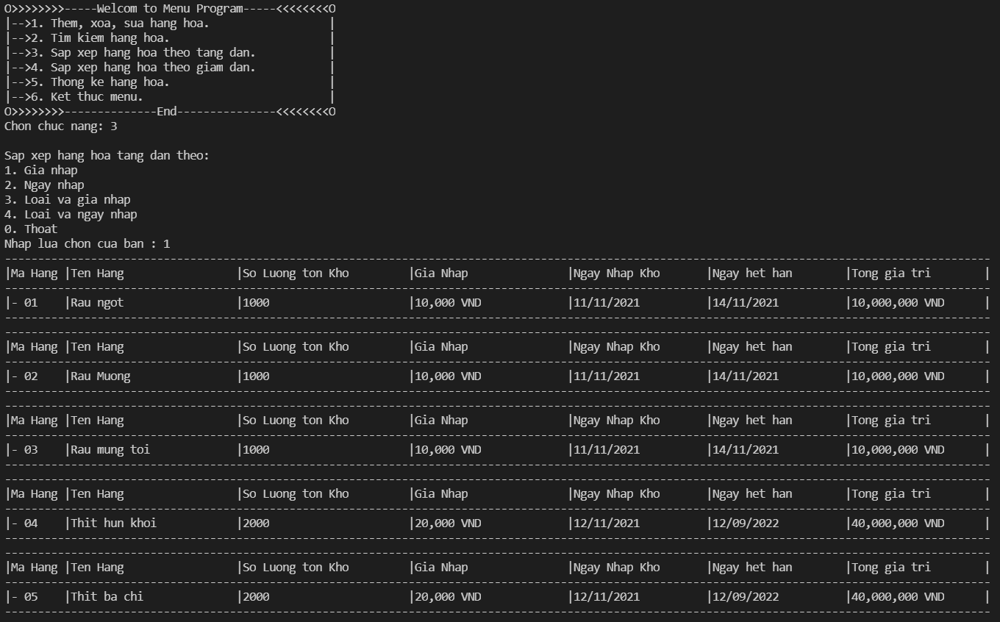 O>>>>>>>>-----Welcom to Menu Program-----<<<<<<<<O
|-->1. Them, xoa, sua hang hoa.                  |
|-->2. Tim kiem hang hoa.                        |
|-->3. Sap xep hang hoa theo tang dan.           |
|-->4. Sap xep hang hoa theo giam dan.           |
|-->5. Thong ke hang hoa.                        |
|-->6. Ket thuc menu.                            |
O>>>>>>>>--------------End---------------<<<<<<<<O
Chon chuc nang: 3
Sap xep hang hoa tang dan theo:
1. Gia nhap
2. Ngay nhap
3. Loai va gia nhap
4. Loai va ngay nhap
0. Thoat
Nhap lua chon cua ban : 1
|Ma Hang |Ten Hang |So Luong ton Kho |Gia Nhap |Ngay Nhap Kho |Ngay het han |Tong gia tri |
|- 01 |Rau ngot |1000 |10,000 VND |11/11/2021 |14/11/2021 |10,000,000 VND |
|Ma Hang |Ten Hang |So Luong ton Kho |Gia Nhap |Ngay Nhap Kho |Ngay het han |Tong gia tri |
|- 02 |Rau Muong |1000 |10,000 VND |11/11/2021 |14/11/2021 |10,000,000 VND |
|Ma Hang |Ten Hang |So Luong ton Kho |Gia Nhap |Ngay Nhap Kho |Ngay het han |Tong gia tri |
|- 03 |Rau mung toi |1000 |10,000 VND |11/11/2021 |14/11/2021 |10,000,000 VND |
|Ma Hang |Ten Hang |So Luong ton Kho |Gia Nhap |Ngay Nhap Kho |Ngay het han |Tong gia tri |
|- 04 |Thit hun khoi |2000 |20,000 VND |12/11/2021 |12/09/2022 |40,000,000 VND |
|Ma Hang |Ten Hang |So Luong ton Kho |Gia Nhap |Ngay Nhap Kho |Ngay het han |Tong gia tri |
|- 05 |Thit ba chi |2000 |20,000 VND |12/11/2021 |12/09/2022 |40,000,000 VND |